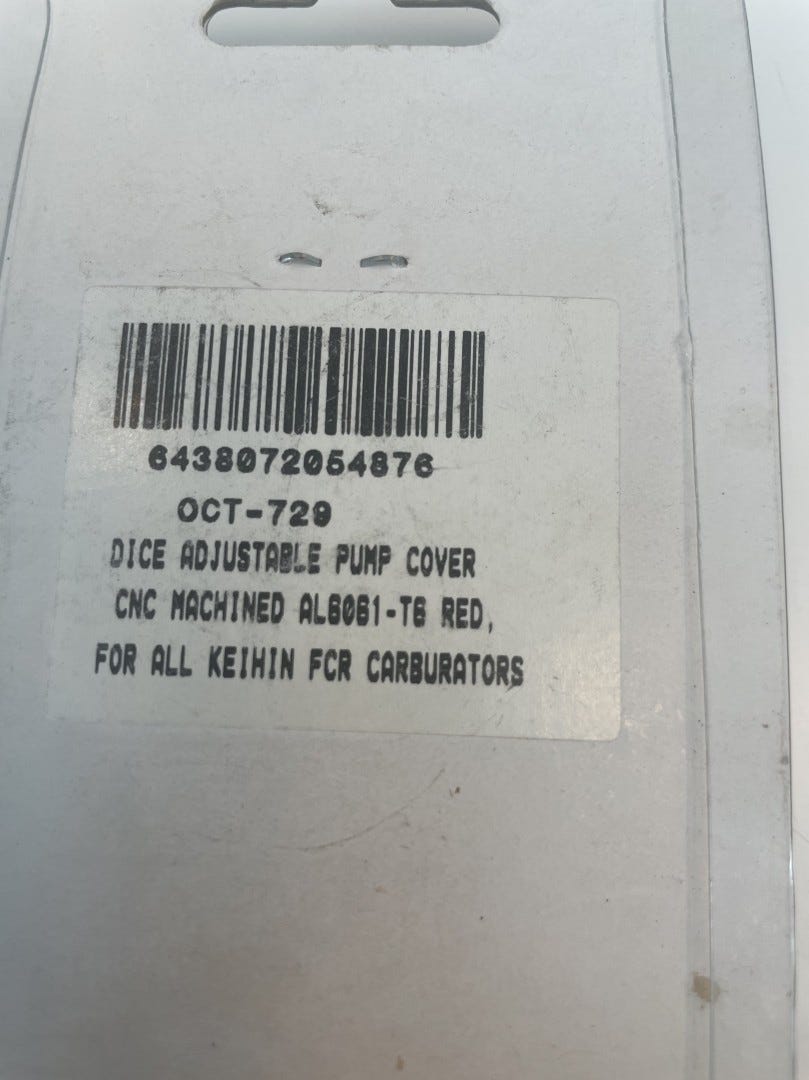 6438072054876
OCT-729
DICE ADJUSTABLE PUMP COVER
CNC MACHINED AL6061-T6 RED,
FOR ALL KEIHIN FCR CARBURATORS